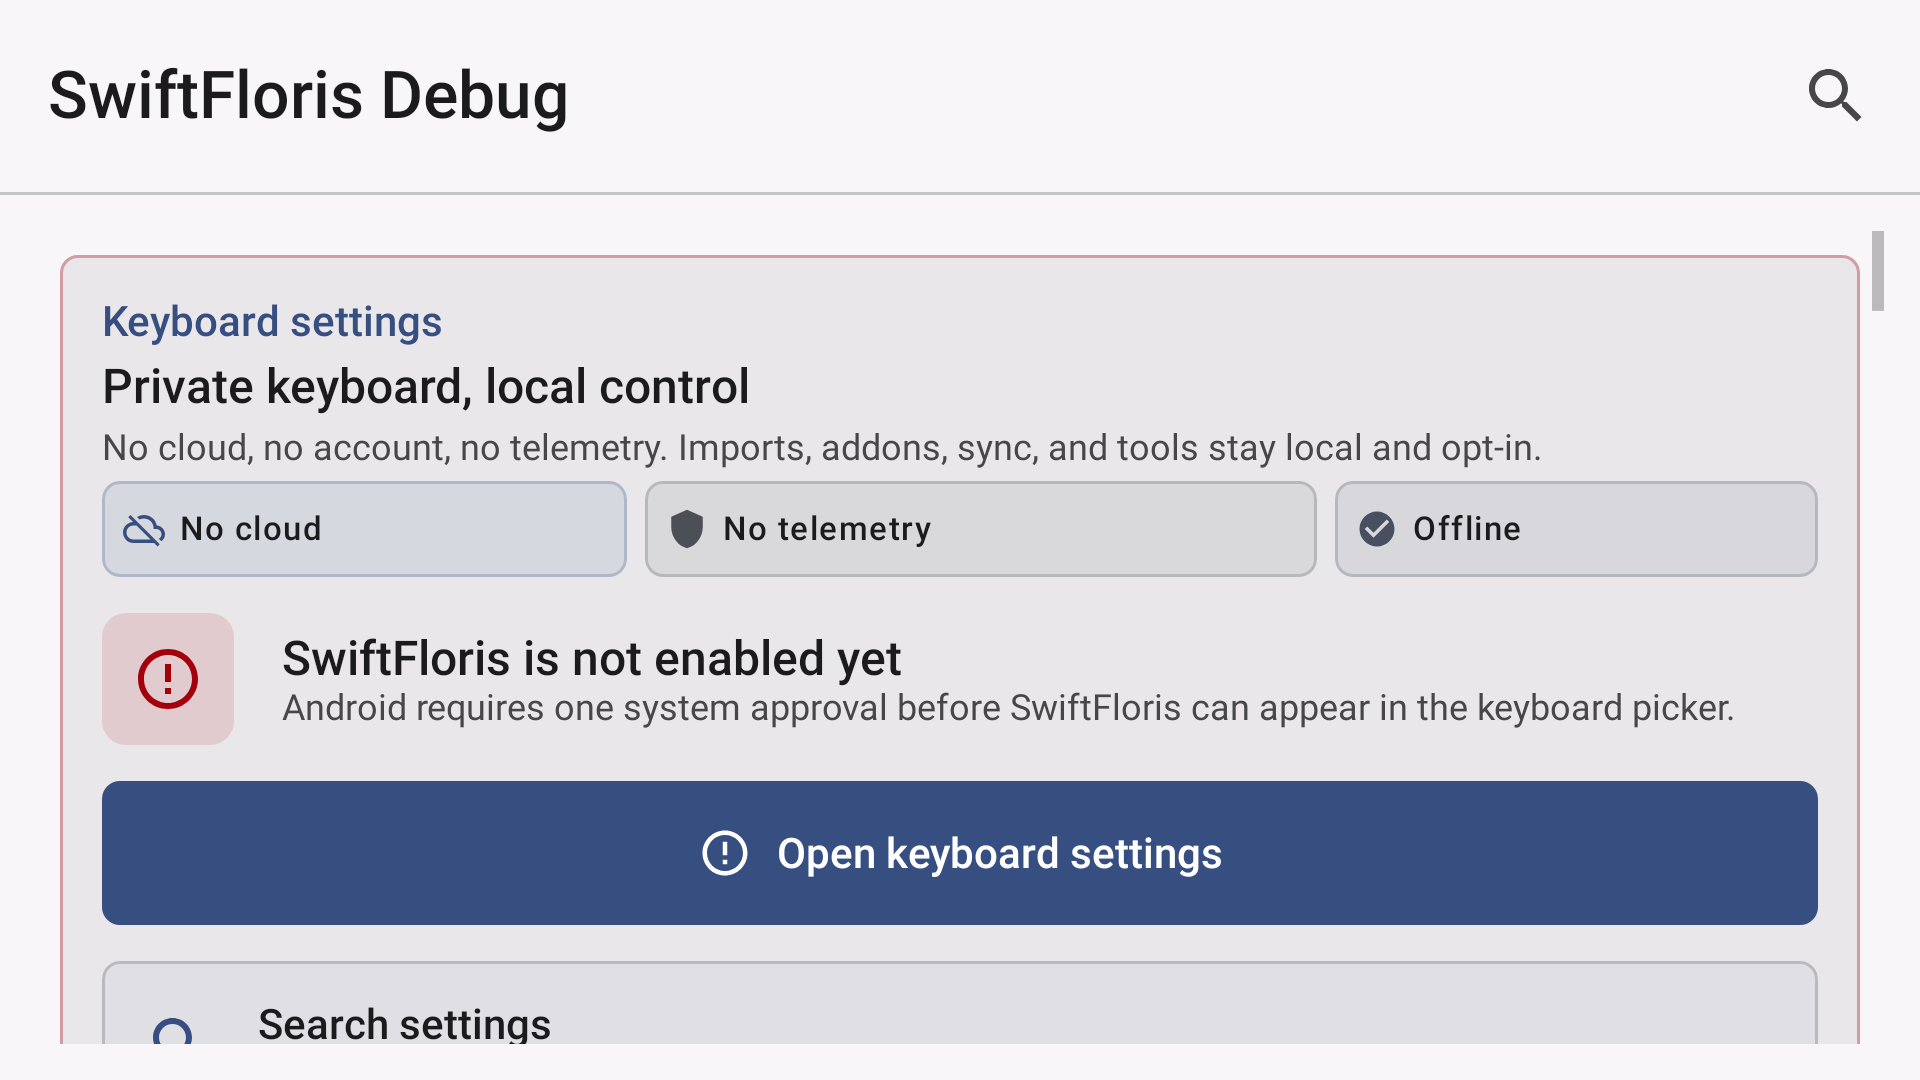 SwiftFloris Debug
Keyboard settings
Private keyboard, local control
No cloud, no account, no telemetry. Imports, addons, sync, and tools stay local and opt-in.
No cloud
No telemetry
Offline
SwiftFloris is not enabled yet
Android requires one system approval before SwiftFloris can appear in the keyboard picker.
Open keyboard settings
Search settings